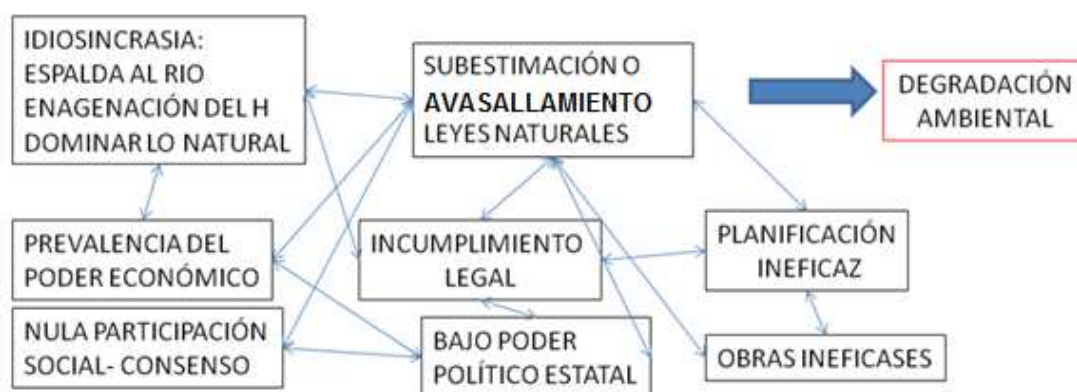 IDIOSINCRASIA:
ESPALDA AL RIO
ENAGENACIÓN DEL H
DOMINAR LO NATURAL
SUBESTIMACIÓN O
AVASALLAMIENTO
LEYES NATURALES
DEGRADACIÓN
AMBIENTAL
PREVALENCIA DEL
PODER ECONÓMICO
INCUMPLIMIENTO
LEGAL
PLANIFICACIÓN
INEFICAZ
NULA PARTICIPACIÓN
SOCIAL- CONSENSO
BAJO PODER
POLÍTICO ESTATAL
OBRAS INEFICASES